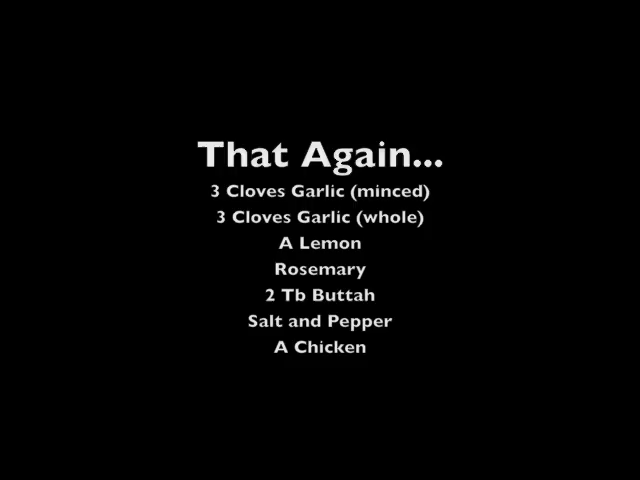 That Again...
3 Cloves Garlic (minced)
3 Cloves Garlic (whole)
A Lemon
Rosemary
2 Tb Buttah
Salt and Pepper
A Chicken